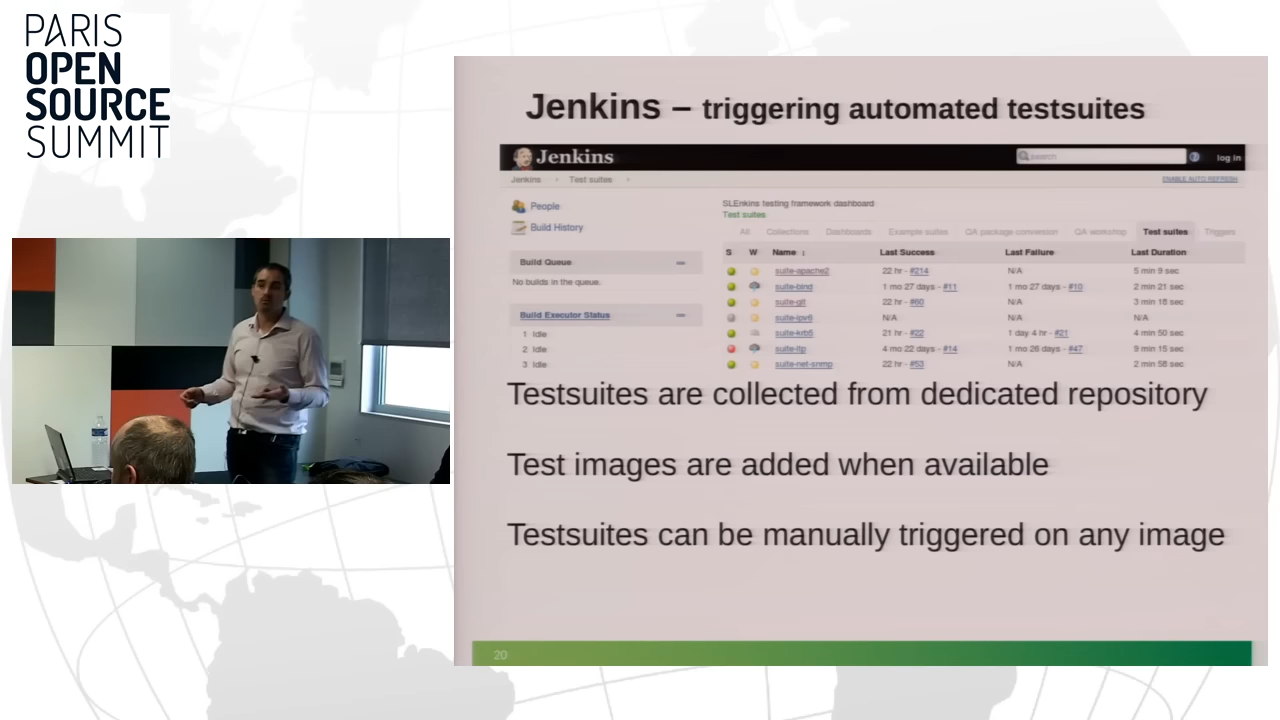 PARIS
OPEN
SOURCE
SUMMIT
Jenkins – triggering automated testsuites
Jenkins
search
log in
Jenkins
Test suites
ENABLE AUTO REFRESH
People
Build History
SLEnkins testing framework dashboard
Test suites
All Collections Dashboards Example suites QA package conversion QA workshop Test suites Triggers
Build Queue
No builds in the queue.
Build Executor Status
1 Idle
2 Idle
3 Idle
S W Name ↓ Last Success Last Failure Last Duration
suite-apache2 22 hr - #214 N/A 5 min 9 sec
suite-bind 1 mo 27 days - #11 1 mo 27 days - #10 2 min 21 sec
suite-git 22 hr - #60 N/A 3 min 18 sec
suite-ipv6 N/A N/A N/A
suite-krb5 21 hr - #22 1 day 4 hr - #21 4 min 50 sec
suite-ltp 4 mo 22 days - #14 1 mo 26 days - #47 9 min 15 sec
suite-net-snmp 22 hr - #53 N/A 2 min 58 sec
Testsuites are collected from dedicated repository
Test images are added when available
Testsuites can be manually triggered on any image
20